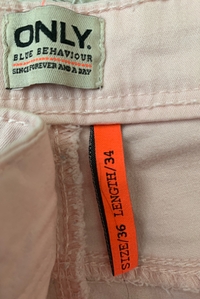 ONLY.
BLUE BEHAVIOUR
SINCE FOREVER AND A DAY
SIZE/36 LENGTH/34